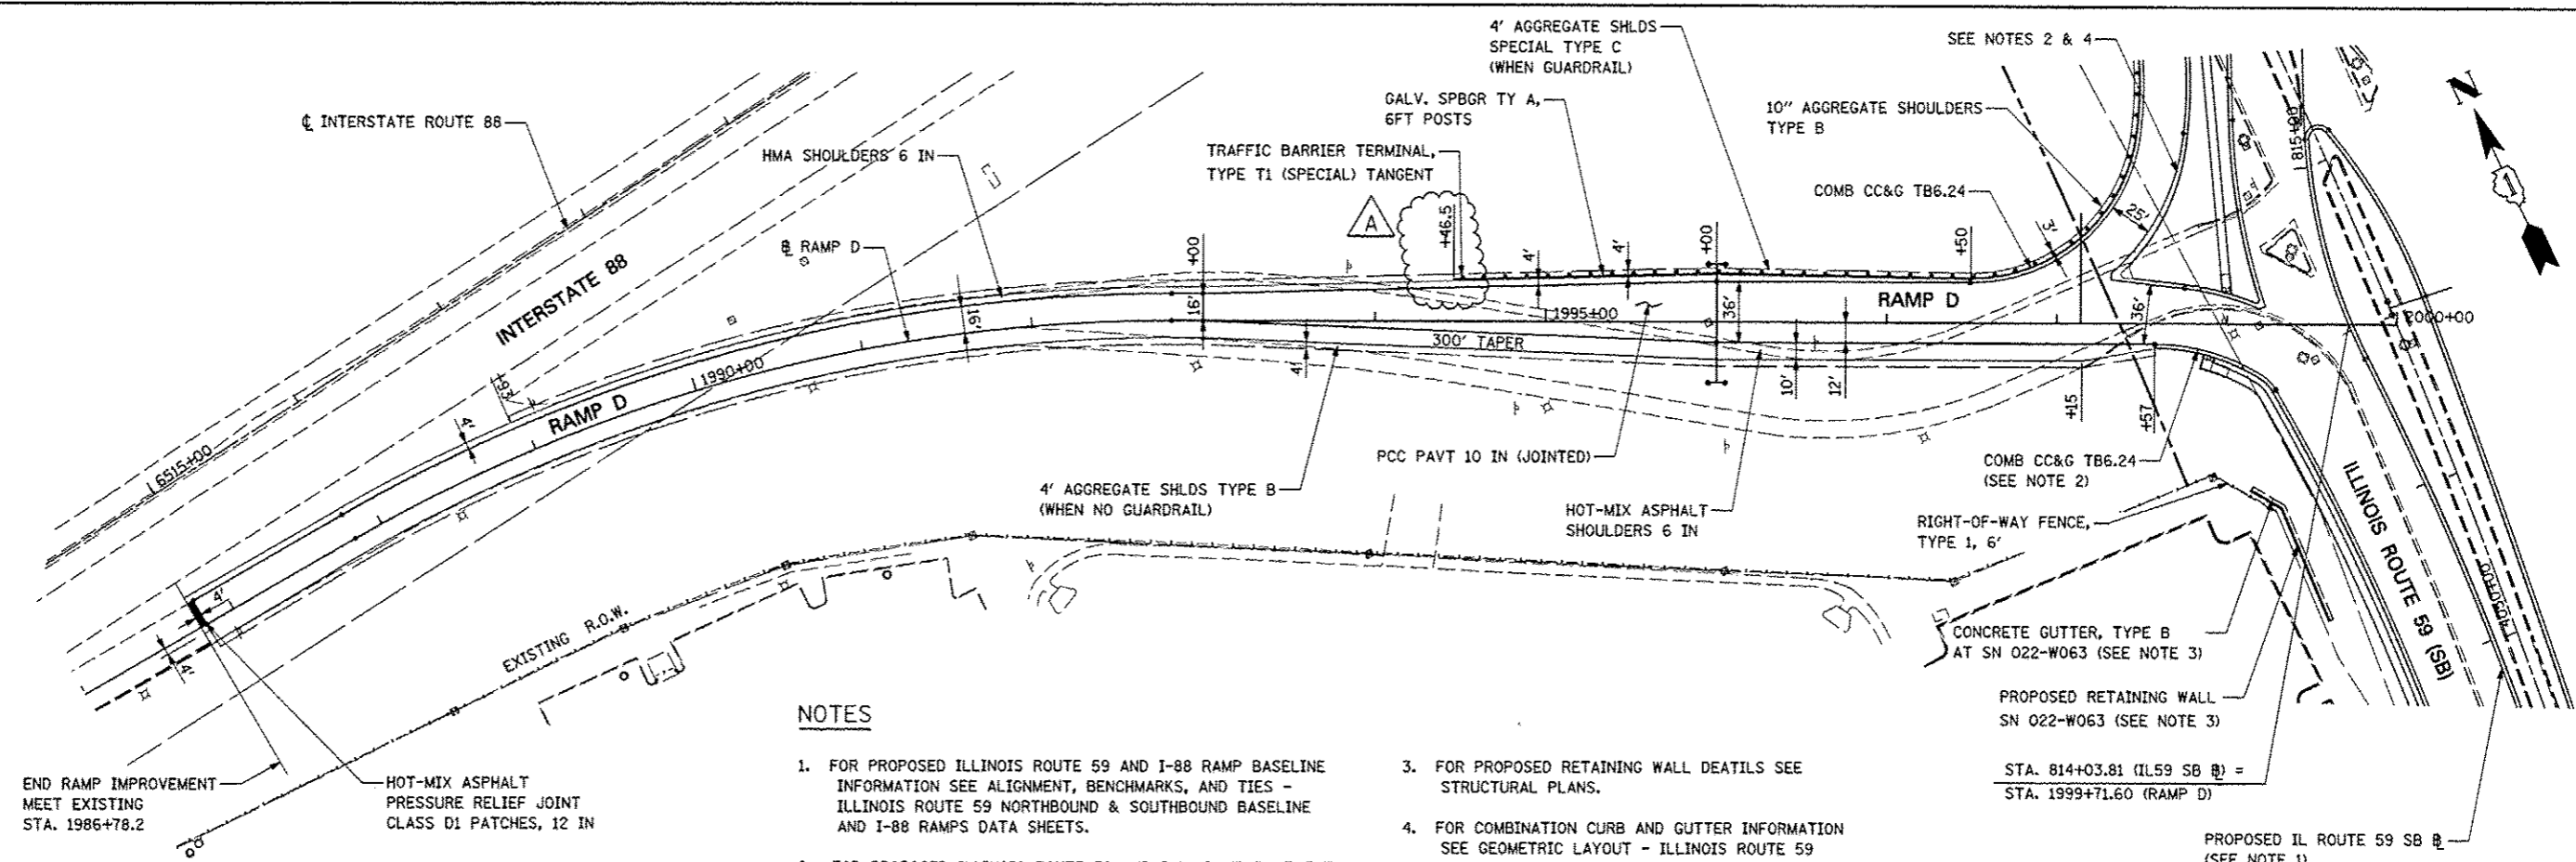 4' AGGREGATE SHLDS
SPECIAL TYPE C
(WHEN GUARDRAIL)
SEE NOTES 2 & 4
GALV. SPBGR TY A,
6FT POSTS
10" AGGREGATE SHOULDERS
TYPE B
℄ INTERSTATE ROUTE 88
HMA SHOULDERS 6 IN
TRAFFIC BARRIER TERMINAL,
TYPE T1 (SPECIAL) TANGENT
COMB CC&G TB6.24
N
1
815+00
A
+46.5
4'
4'
+00
+50
3'
25'
INTERSTATE 88
B RAMP D
+00
16'
16'
36'
RAMP D
36'
1995+00
2000+00
300' TAPER
4'
10'
12'
+15
+57
1990+00
+93
RAMP D
4'
6515+00
PCC PAVT 10 IN (JOINTED)
4' AGGREGATE SHLDS TYPE B
(WHEN NO GUARDRAIL)
HOT-MIX ASPHALT
SHOULDERS 6 IN
COMB CC&G TB6.24
(SEE NOTE 2)
RIGHT-OF-WAY FENCE,
TYPE 1, 6'
ILLINOIS ROUTE 59 (SB)
4'
4'
EXISTING R.O.W.
CONCRETE GUTTER, TYPE B
AT SN 022-W063 (SEE NOTE 3)
PROPOSED RETAINING WALL
SN 022-W063 (SEE NOTE 3)
STA. 814+03.81 (IL59 SB B) =
STA. 1999+71.60 (RAMP D)
PROPOSED IL ROUTE 59 SB B
(SEE NOTE 1)
END RAMP IMPROVEMENT
MEET EXISTING
STA. 1986+78.2
HOT-MIX ASPHALT
PRESSURE RELIEF JOINT
CLASS D1 PATCHES, 12 IN
NOTES
1. FOR PROPOSED ILLINOIS ROUTE 59 AND I-88 RAMP BASELINE
INFORMATION SEE ALIGNMENT, BENCHMARKS, AND TIES -
ILLINOIS ROUTE 59 NORTHBOUND & SOUTHBOUND BASELINE
AND I-88 RAMPS DATA SHEETS.
3. FOR PROPOSED RETAINING WALL DEATILS SEE
STRUCTURAL PLANS.
4. FOR COMBINATION CURB AND GUTTER INFORMATION
SEE GEOMETRIC LAYOUT - ILLINOIS ROUTE 59